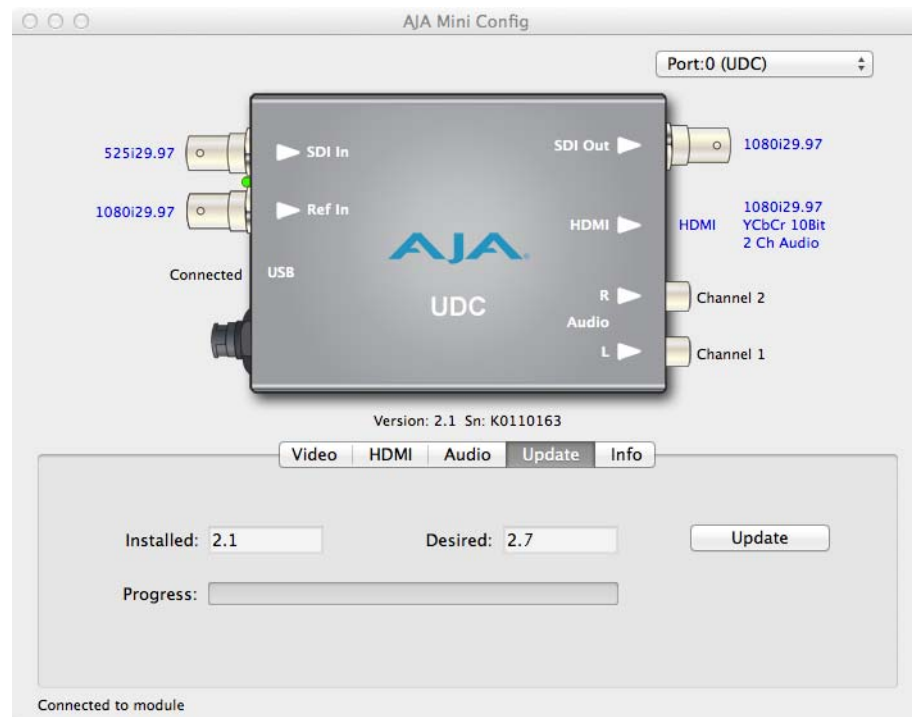 AJA Mini Config
Port:0 (UDC)
525i29.97
SDI In
SDI Out
1080i29.97
1080i29.97
Ref In
HDMI
HDMI
1080i29.97
YCbCr 10Bit
2 Ch Audio
AJA
Connected
USB
UDC
R
Channel 2
Audio
L
Channel 1
Version: 2.1 Sn: K0110163
Video HDMI Audio Update Info
Installed: 2.1 Desired: 2.7 Update
Progress:
Connected to module